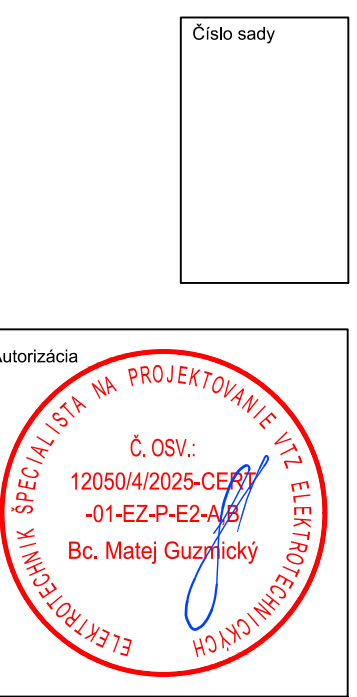 Číslo sady
Autorizácia
ELEKTROTECHNIK ŠPECIALISTA NA PROJEKTOVANIE VTZ ELEKTROTECHNICKÝCH
Č. OSV.:
12050/4/2025-CERT
-01-EZ-P-E2-A,B
Bc. Matej Guzmický